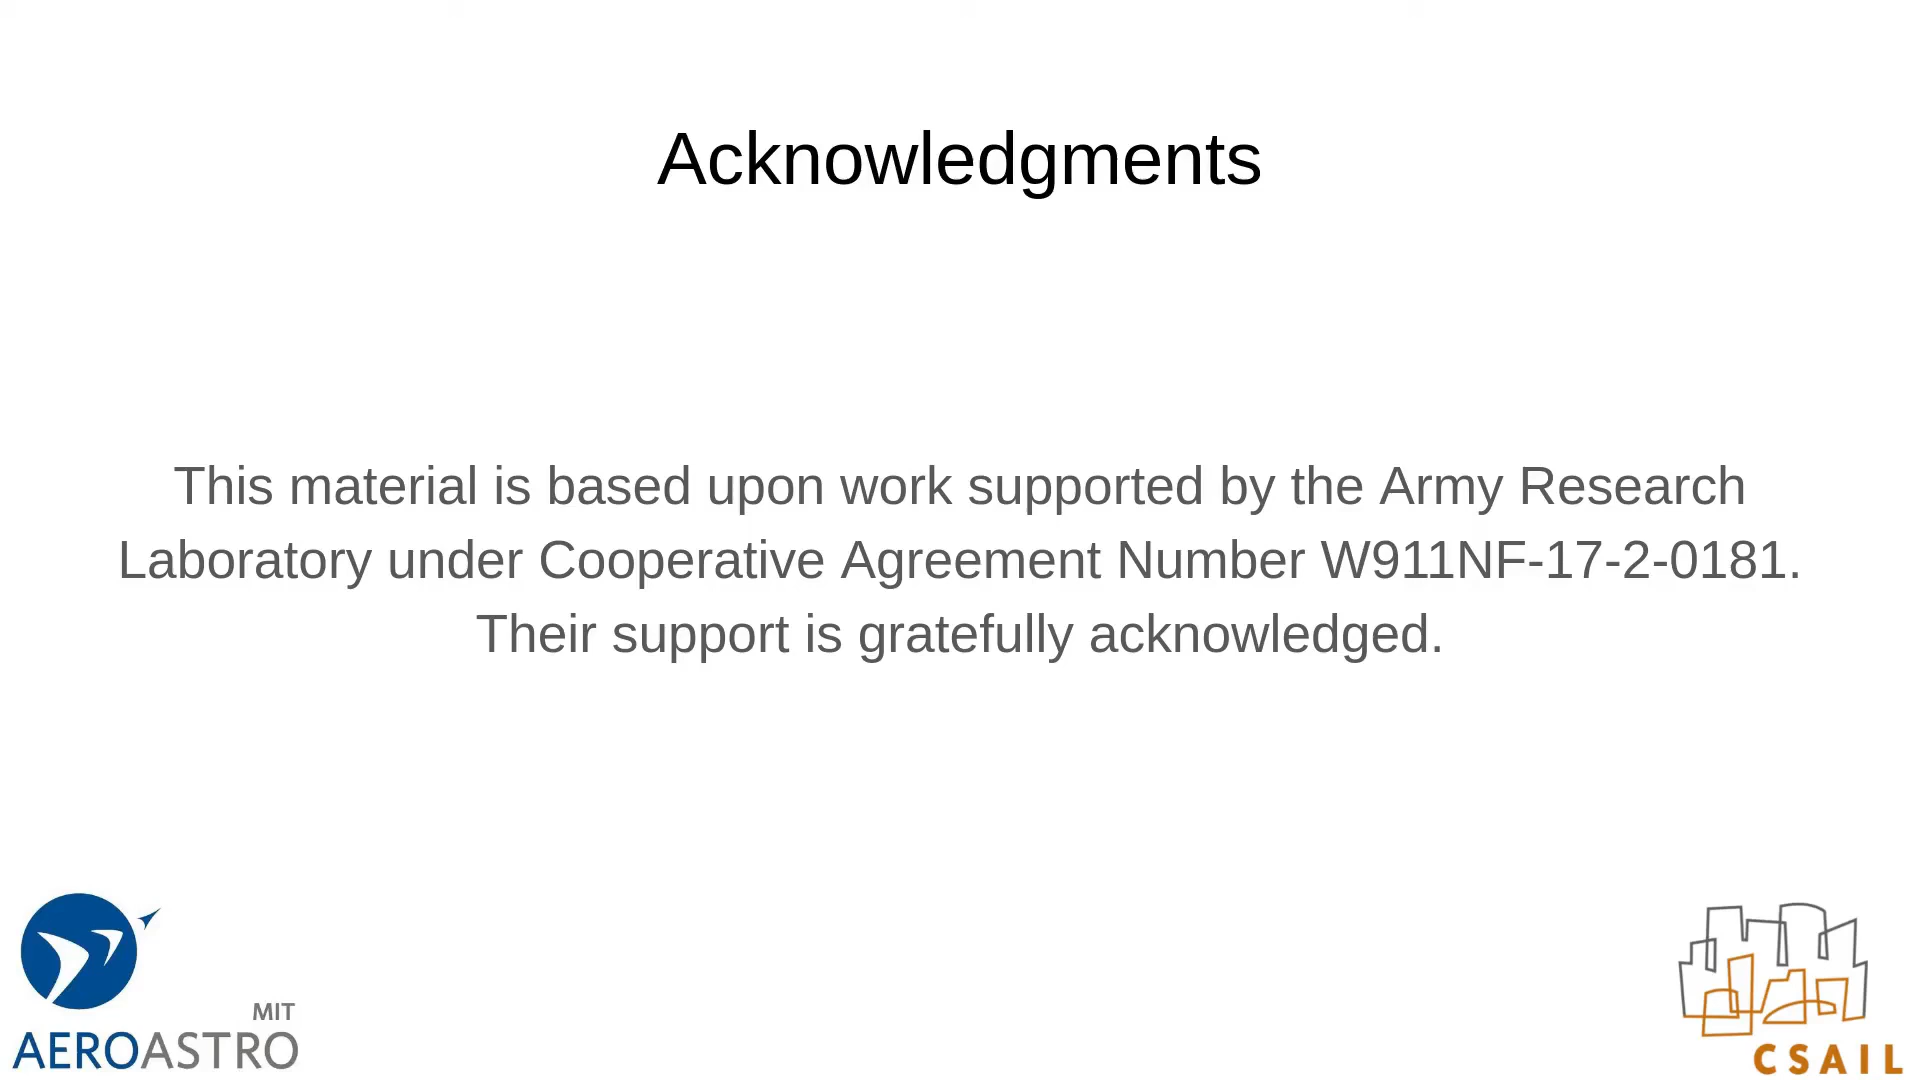 Acknowledgments
This material is based upon work supported by the Army Research
Laboratory under Cooperative Agreement Number W911NF-17-2-0181.
Their support is gratefully acknowledged.
MIT
AEROASTRO
CSAIL